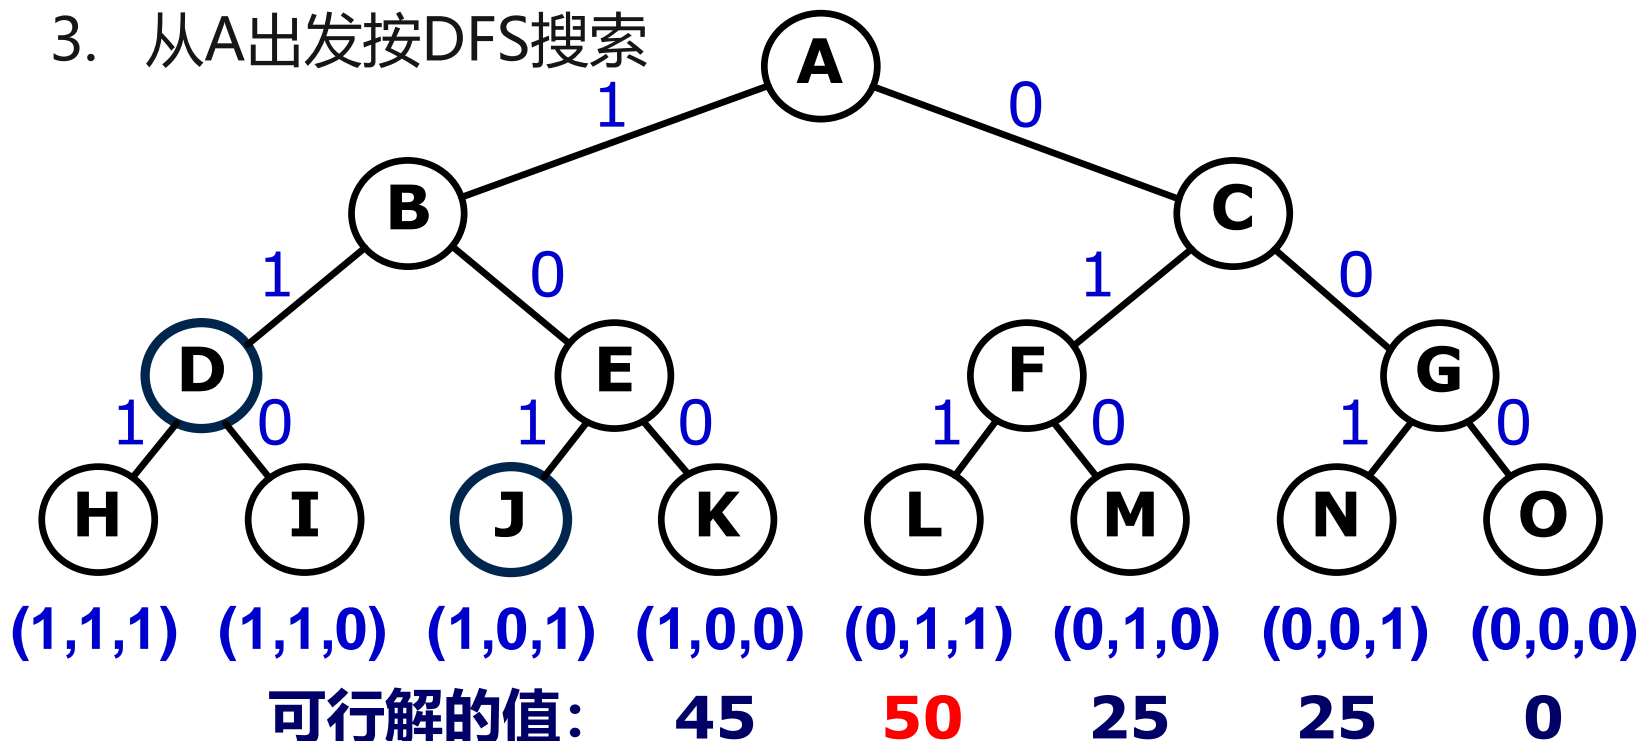 3. 从A出发按DFS搜索
A
1 0
B C
1 0 1 0
D E F G
1 0 1 0 1 0 1 0
H I J K L M N O
(1,1,1) (1,1,0) (1,0,1) (1,0,0) (0,1,1) (0,1,0) (0,0,1) (0,0,0)
可行解的值： 45 50 25 25 0